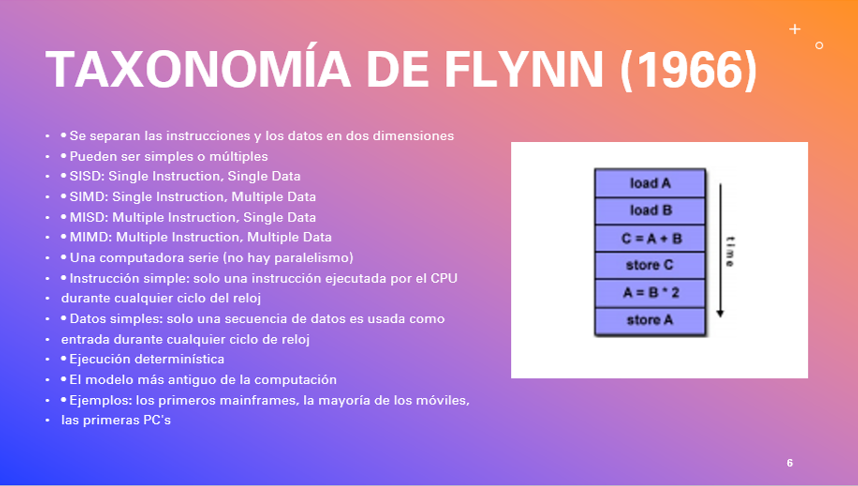 TAXONOMÍA DE FLYNN (1966)
• • Se separan las instrucciones y los datos en dos dimensiones
• • Pueden ser simples o múltiples
• • SISD: Single Instruction, Single Data
• • SIMD: Single Instruction, Multiple Data
• • MISD: Multiple Instruction, Single Data
• • MIMD: Multiple Instruction, Multiple Data
• • Una computadora serie (no hay paralelismo)
• • Instrucción simple: solo una instrucción ejecutada por el CPU
• durante cualquier ciclo del reloj
• • Datos simples: solo una secuencia de datos es usada como
• entrada durante cualquier ciclo de reloj
• • Ejecución determinística
• • El modelo más antiguo de la computación
• • Ejemplos: los primeros mainframes, la mayoría de los móviles,
• las primeras PC's
load A
load B
C = A + B
store C
A = B * 2
store A
time
6